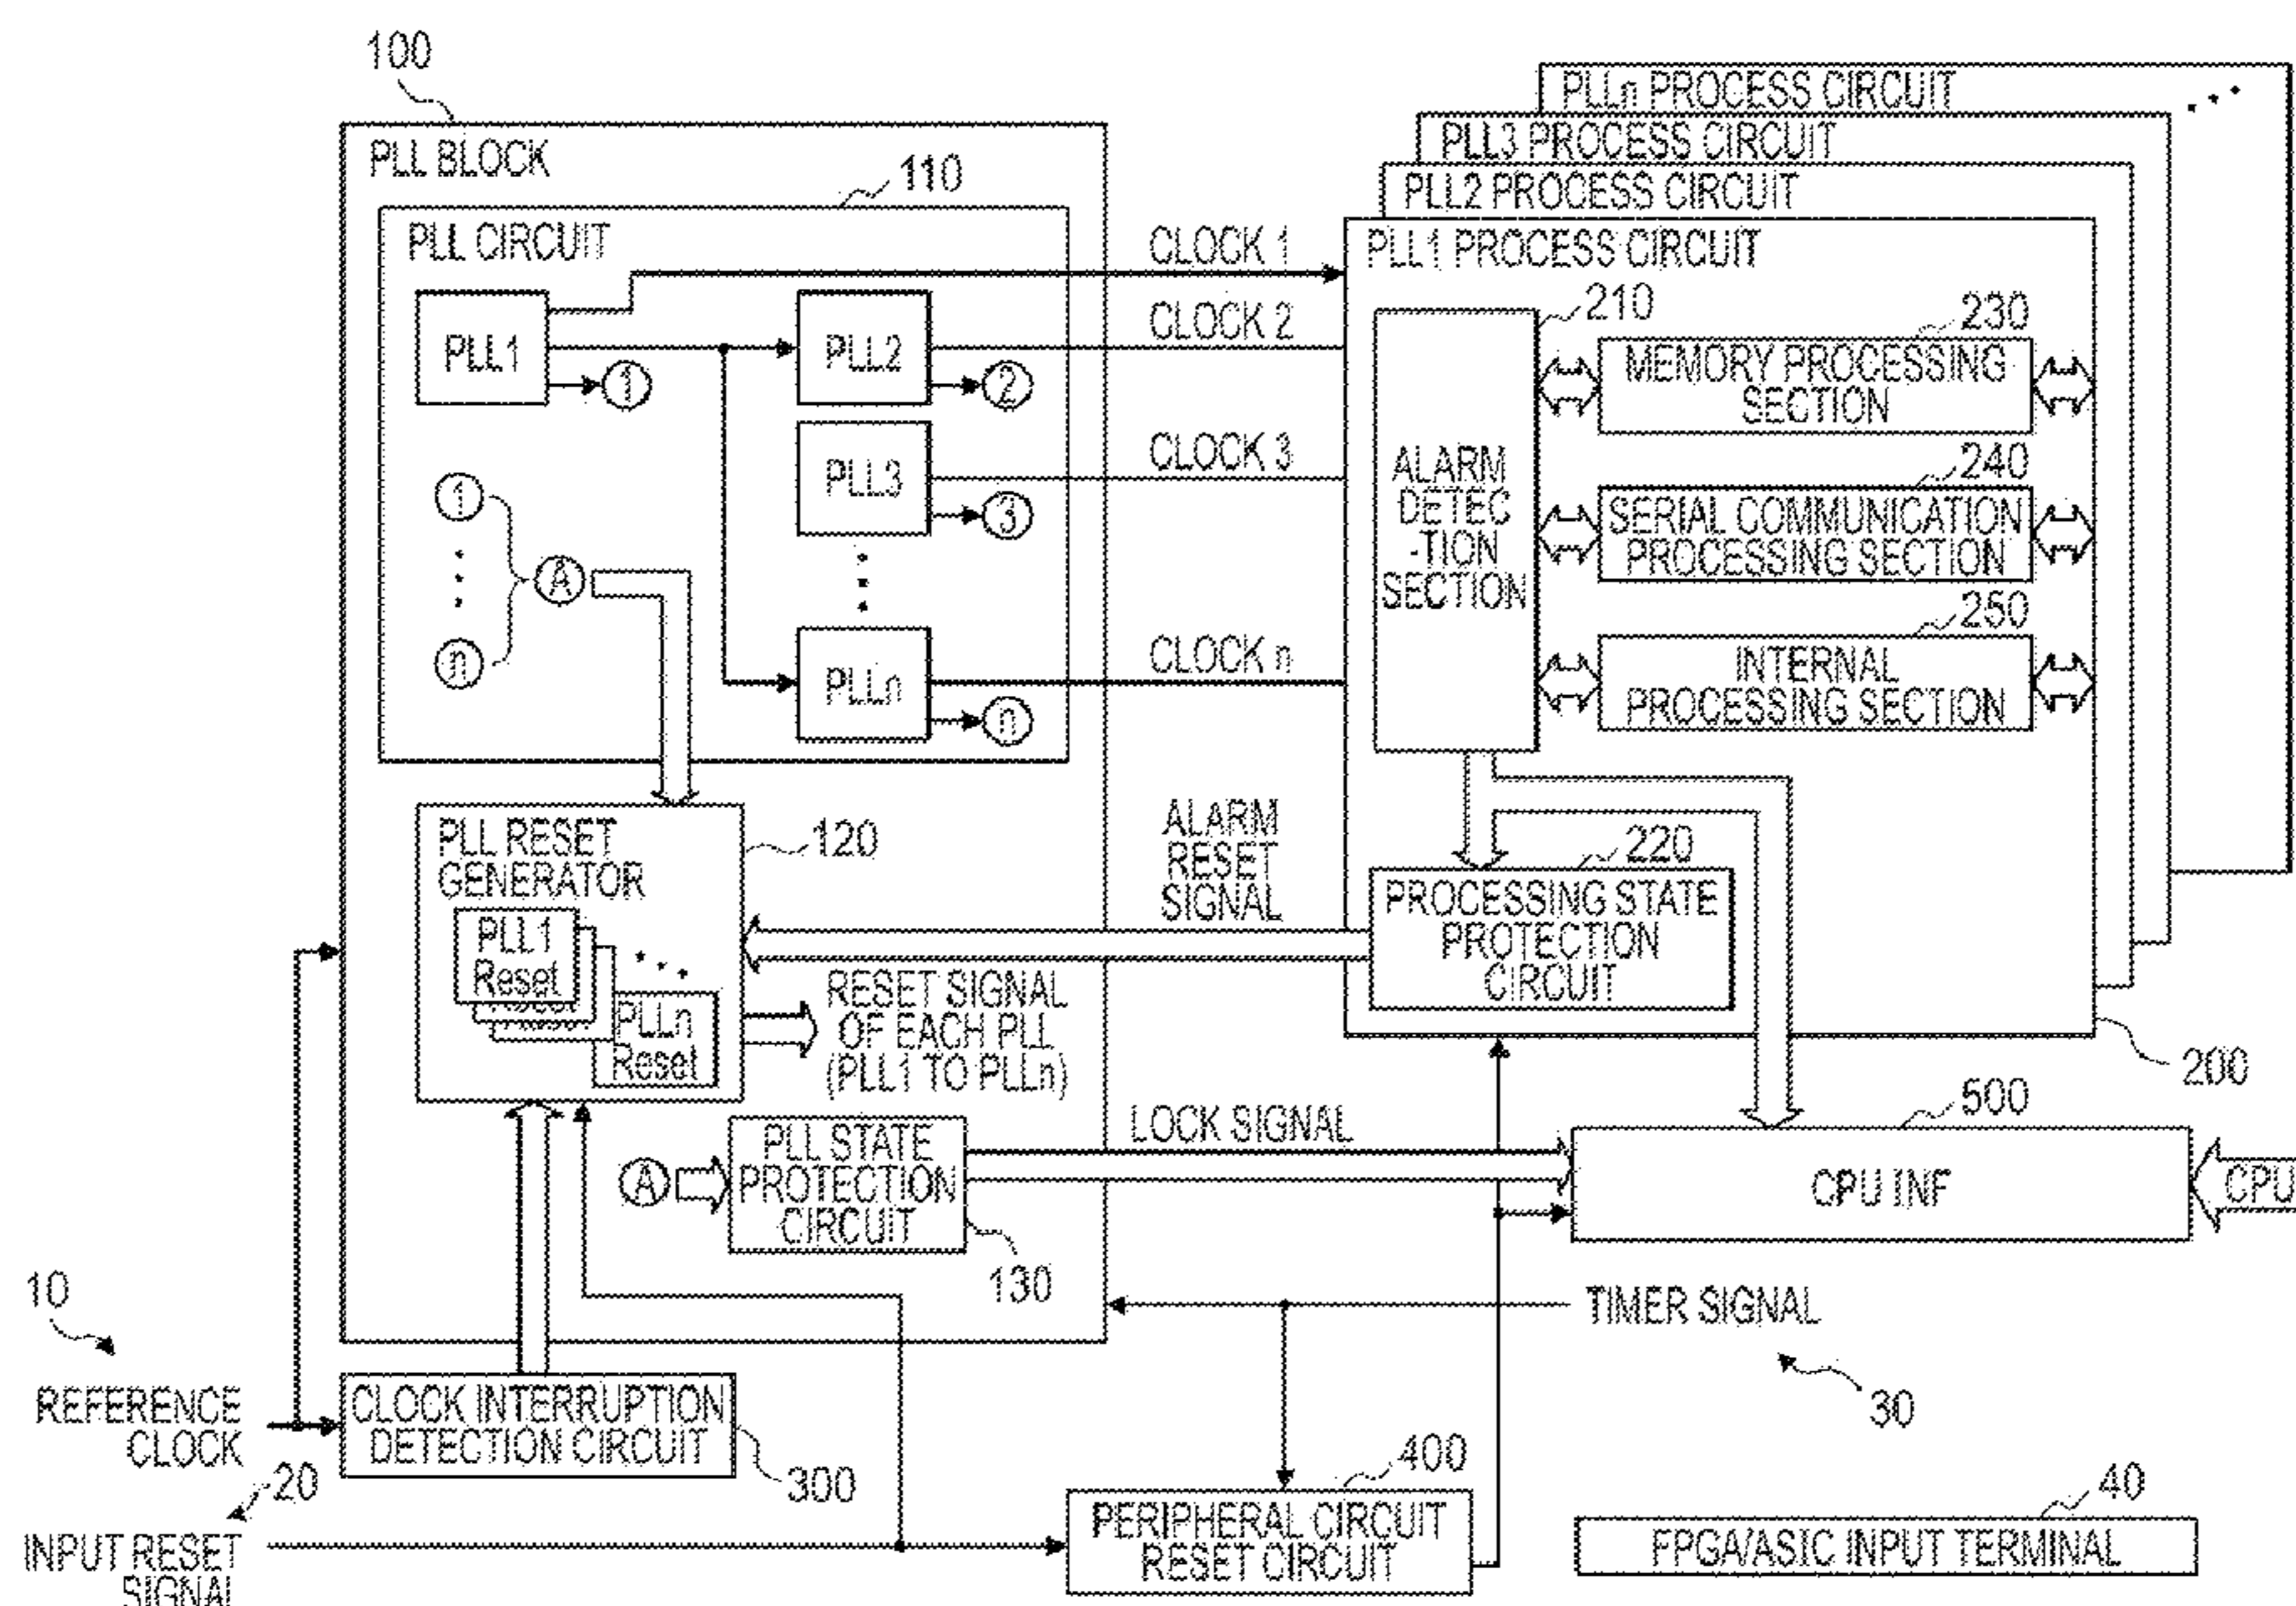 100
PLL BLOCK
110
PLL CIRCUIT
PLL1
1
PLL2
2
PLL3
3
PLLn
n
1
A
n
CLOCK 1
CLOCK 2
CLOCK 3
CLOCK n
PLLn PROCESS CIRCUIT
PLL3 PROCESS CIRCUIT
PLL2 PROCESS CIRCUIT
PLL1 PROCESS CIRCUIT
210
ALARM
DETEC
-TION
SECTION
230
MEMORY PROCESSING
SECTION
240
SERIAL COMMUNICATION
PROCESSING SECTION
250
INTERNAL
PROCESSING SECTION
PLL RESET
GENERATOR
120
PLL1
Reset
Reset
PLLn
Reset
ALARM
RESET
SIGNAL
RESET SIGNAL
OF EACH PLL
(PLL1 TO PLLn)
220
PROCESSING STATE
PROTECTION
CIRCUIT
200
A
PLL STATE
PROTECTION
CIRCUIT
130
LOCK SIGNAL
500
CPU INF
CPU
TIMER SIGNAL
30
10
REFERENCE
CLOCK
CLOCK INTERRUPTION
DETECTION CIRCUIT
300
20
INPUT RESET
SIGNAL
400
PERIPHERAL CIRCUIT
RESET CIRCUIT
40
FPGA/ASIC INPUT TERMINAL